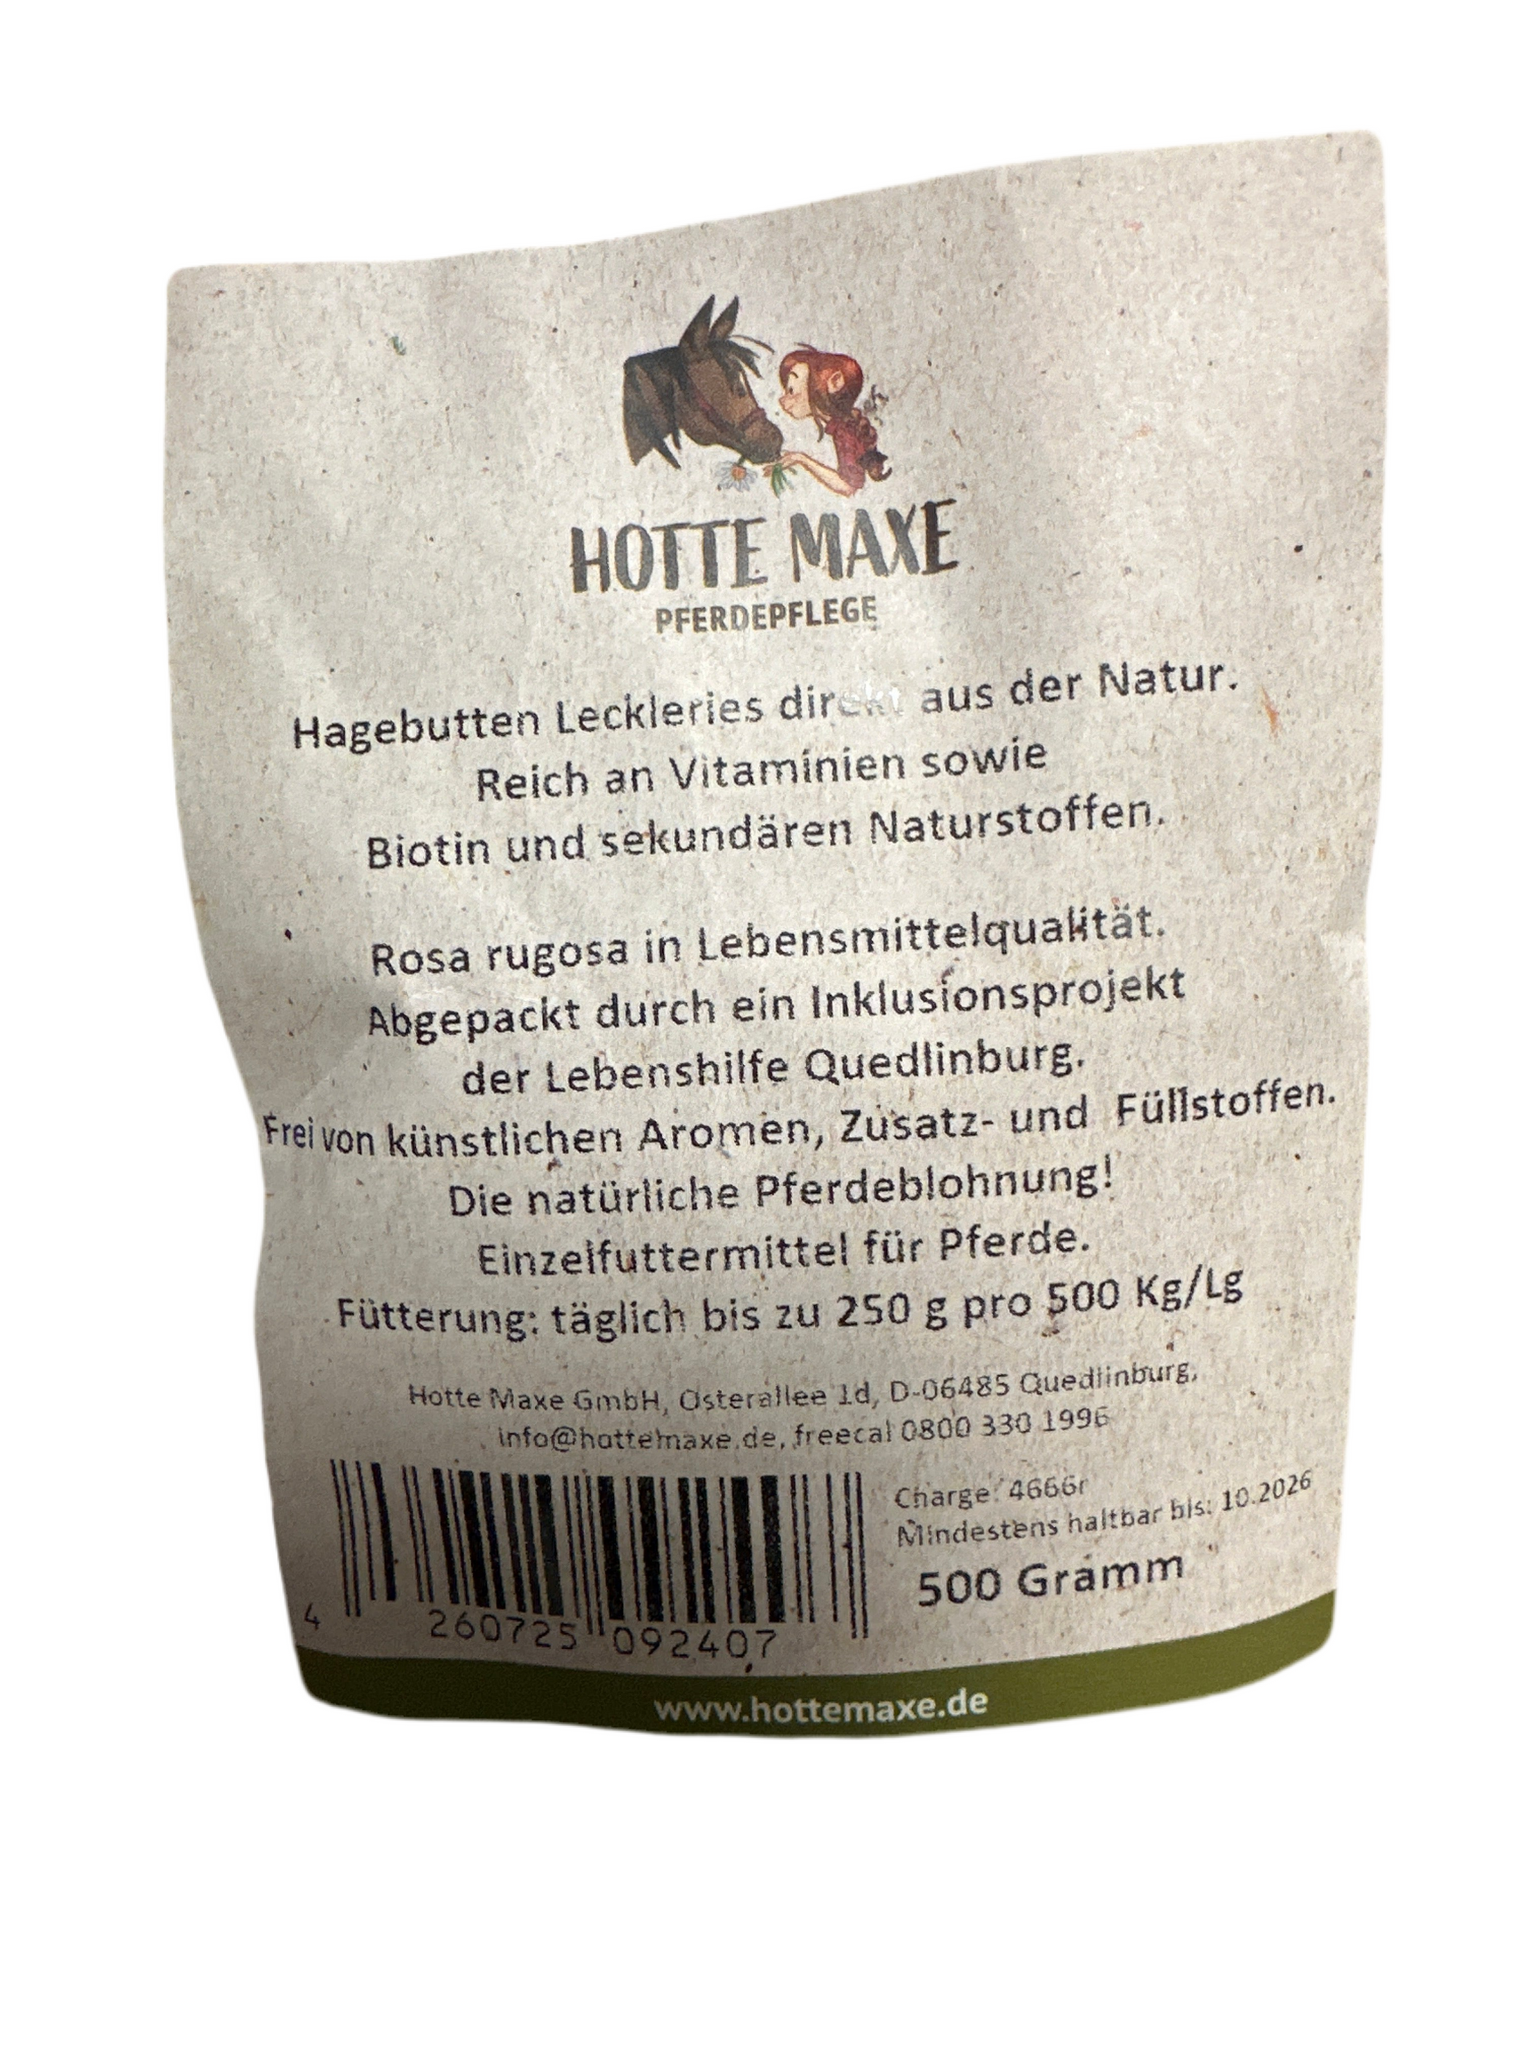 HOTTE MAXE
PFERDEPFLEGE
Hagebutten Leckleries direkt aus der Natur.
Reich an Vitaminien sowie
Biotin und sekundären Naturstoffen.
Rosa rugosa in Lebensmittelqualität.
Abgepackt durch ein Inklusionsprojekt
der Lebenshilfe Quedlinburg.
Frei von künstlichen Aromen, Zusatz- und Füllstoffen.
Die natürliche Pferdeblohnung!
Einzelfuttermittel für Pferde.
Fütterung: täglich bis zu 250 g pro 500 Kg/Lg
Hotte Maxe GmbH, Osterallee 1d, D-06485 Quedlinburg,
info@hottemaxe.de, freecal 0800 330 1996
Charge: 4666r
Mindestens haltbar bis: 10.2026
500 Gramm
4 260725 092407
www.hottemaxe.de